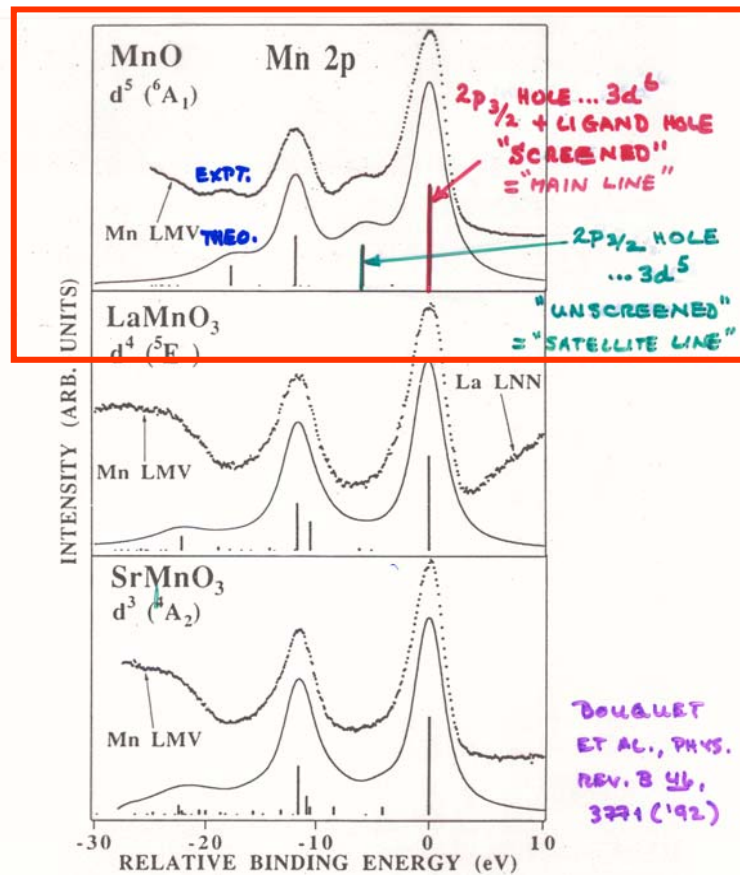 MnO
Mn 2p
d⁵ (⁶A₁)
2P₃/₂ HOLE ... 3d⁶
+ LIGAND HOLE
"SCREENED"
= "MAIN LINE"
EXPT.
Mn LMV
THEO.
2P₃/₂ HOLE
... 3d⁵
"UNSCREENED"
= "SATELLITE LINE"
LaMnO₃
d⁴ (⁵E
La LNN
Mn LMV
SrMnO₃
d³ (⁴A₂)
Mn LMV
BOUQUET
ET AL., PHYS.
REV. B 46,
3771 ('92)
INTENSITY (ARB. UNITS)
-30 -20 -10 0 10
RELATIVE BINDING ENERGY (eV)